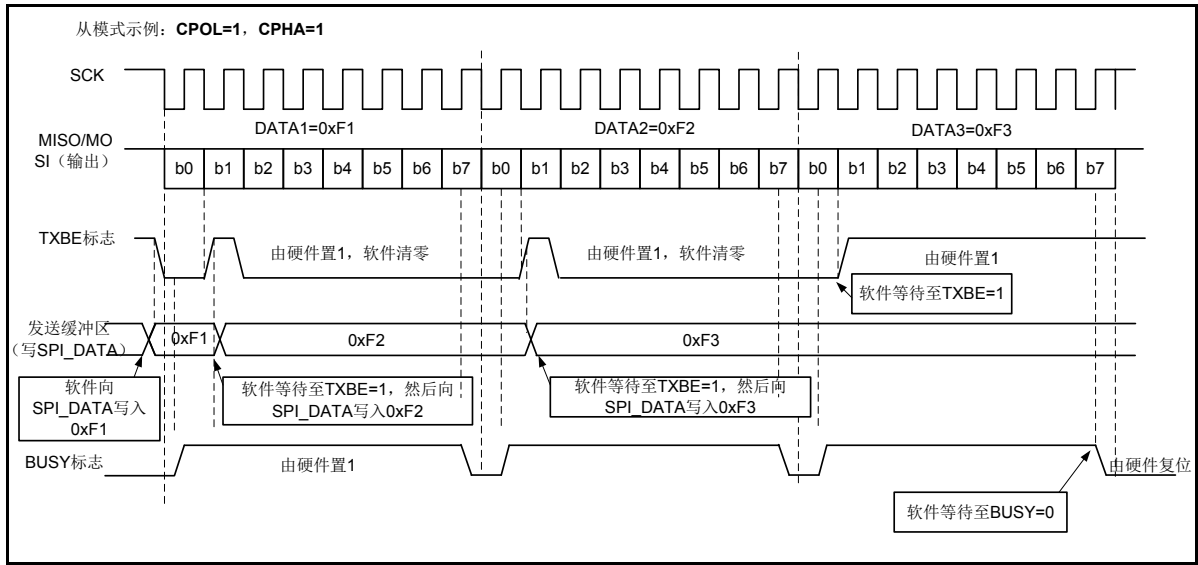 从模式示例：CPOL=1，CPHA=1
SCK
DATA1=0xF1 DATA2=0xF2 DATA3=0xF3
MISO/MO
SI（输出）
b0 b1 b2 b3 b4 b5 b6 b7 b0 b1 b2 b3 b4 b5 b6 b7 b0 b1 b2 b3 b4 b5 b6 b7
TXBE标志
由硬件置1，软件清零 由硬件置1，软件清零 由硬件置1
软件等待至TXBE=1
发送缓冲区
（写SPI_DATA）
0xF1 0xF2 0xF3
软件向
SPI_DATA写入
0xF1
软件等待至TXBE=1，然后向
SPI_DATA写入0xF2
软件等待至TXBE=1，然后向
SPI_DATA写入0xF3
BUSY标志
由硬件置1
由硬件复位
软件等待至BUSY=0